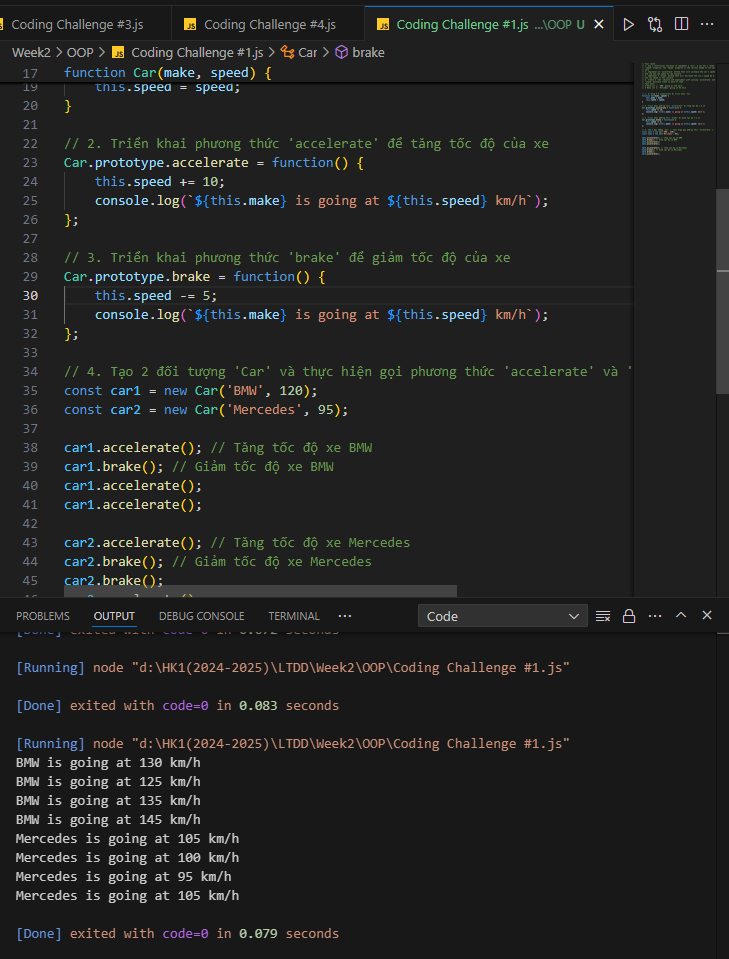 Coding Challenge #3.js
JS Coding Challenge #4.js
JS Coding Challenge #1.js ...\OOP U
Week2 > OOP > JS Coding Challenge #1.js > Car > brake
17 function Car(make, speed) {
19 this.speed = speed;
20 }
21
22 // 2. Triển khai phương thức 'accelerate' để tăng tốc độ của xe
23 Car.prototype.accelerate = function() {
24 this.speed += 10;
25 console.log(`${this.make} is going at ${this.speed} km/h`);
26 };
27
28 // 3. Triển khai phương thức 'brake' để giảm tốc độ của xe
29 Car.prototype.brake = function() {
30 this.speed -= 5;
31 console.log(`${this.make} is going at ${this.speed} km/h`);
32 };
33
34 // 4. Tạo 2 đối tượng 'Car' và thực hiện gọi phương thức 'accelerate' và '
35 const car1 = new Car('BMW', 120);
36 const car2 = new Car('Mercedes', 95);
37
38 car1.accelerate(); // Tăng tốc độ xe BMW
39 car1.brake(); // Giảm tốc độ xe BMW
40 car1.accelerate();
41 car1.accelerate();
42
43 car2.accelerate(); // Tăng tốc độ xe Mercedes
44 car2.brake(); // Giảm tốc độ xe Mercedes
45 car2.brake();
PROBLEMS OUTPUT DEBUG CONSOLE TERMINAL ... Code
[Done] exited with code=0 in 0.072 seconds
[Running] node "d:\HK1(2024-2025)\LTDD\Week2\OOP\Coding Challenge #1.js"
[Done] exited with code=0 in 0.083 seconds
[Running] node "d:\HK1(2024-2025)\LTDD\Week2\OOP\Coding Challenge #1.js"
BMW is going at 130 km/h
BMW is going at 125 km/h
BMW is going at 135 km/h
BMW is going at 145 km/h
Mercedes is going at 105 km/h
Mercedes is going at 100 km/h
Mercedes is going at 95 km/h
Mercedes is going at 105 km/h
[Done] exited with code=0 in 0.079 seconds